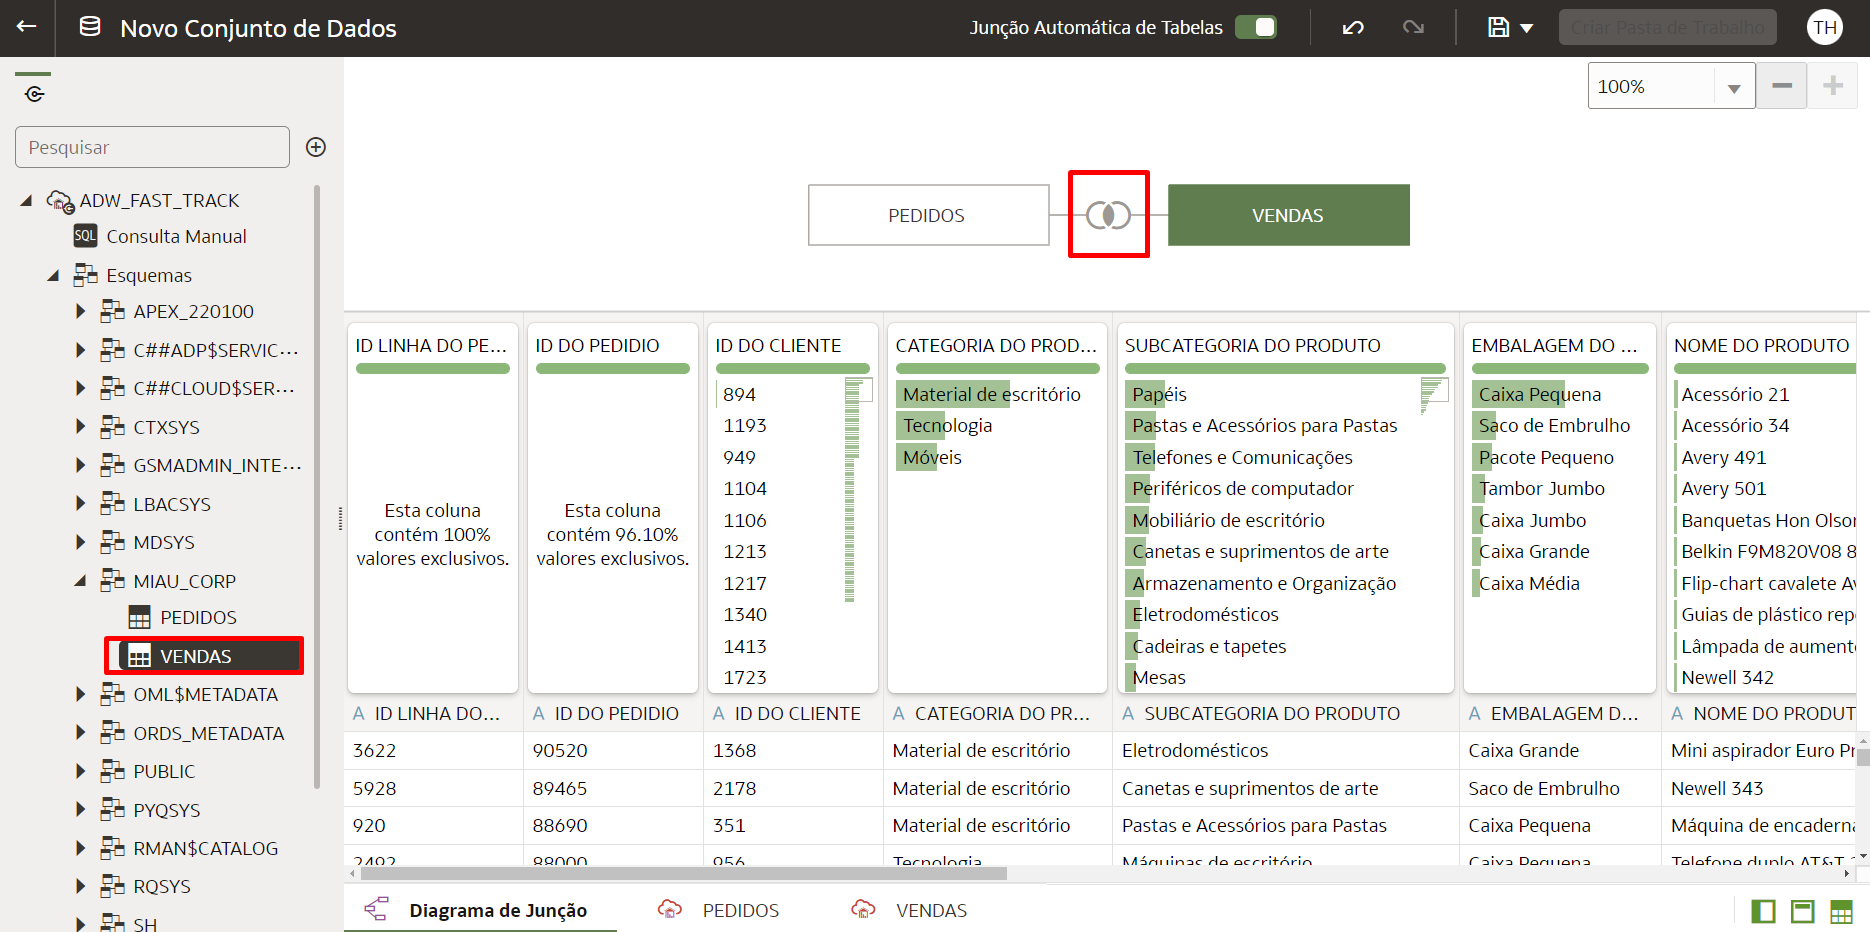 Novo Conjunto de Dados
Junção Automática de Tabelas
Criar Pasta de Trabalho
TH
100%
Pesquisar
ADW_FAST_TRACK
SQL Consulta Manual
Esquemas
APEX_220100
C##ADP$SERVIC...
C##CLOUD$SER...
CTXSYS
GSMADMIN_INTE...
LBACSYS
MDSYS
MIAU_CORP
PEDIDOS
VENDAS
OML$METADATA
ORDS_METADATA
PUBLIC
PYQSYS
RMAN$CATALOG
RQSYS
SH
PEDIDOS
VENDAS
ID LINHA DO PE...
Esta coluna
contém 100%
valores exclusivos.
ID DO PEDIDIO
Esta coluna
contém 96.10%
valores exclusivos.
ID DO CLIENTE
894
1193
949
1104
1106
1213
1217
1340
1413
1723
CATEGORIA DO PROD...
Material de escritório
Tecnologia
Móveis
SUBCATEGORIA DO PRODUTO
Papéis
Pastas e Acessórios para Pastas
Telefones e Comunicações
Periféricos de computador
Mobiliário de escritório
Canetas e suprimentos de arte
Armazenamento e Organização
Eletrodomésticos
Cadeiras e tapetes
Mesas
EMBALAGEM DO ...
Caixa Pequena
Saco de Embrulho
Pacote Pequeno
Tambor Jumbo
Caixa Jumbo
Caixa Grande
Caixa Média
NOME DO PRODUTO
Acessório 21
Acessório 34
Avery 491
Avery 501
Banquetas Hon Olson
Belkin F9M820V08 8
Flip-chart cavalete Av
Guias de plástico repo
Lâmpada de aumento
Newell 342
A ID LINHA DO... A ID DO PEDIDIO A ID DO CLIENTE A CATEGORIA DO PR... A SUBCATEGORIA DO PRODUTO A EMBALAGEM D... A NOME DO PRODUT
3622 90520 1368 Material de escritório Eletrodomésticos Caixa Grande Mini aspirador Euro Pr
5928 89465 2178 Material de escritório Canetas e suprimentos de arte Saco de Embrulho Newell 343
920 88690 351 Material de escritório Pastas e Acessórios para Pastas Caixa Pequena Máquina de encaderna
2492 88000 956 Tecnologia Máquinas de escritório Caixa Pequena Telefone duplo AT&T
Diagrama de Junção
PEDIDOS
VENDAS